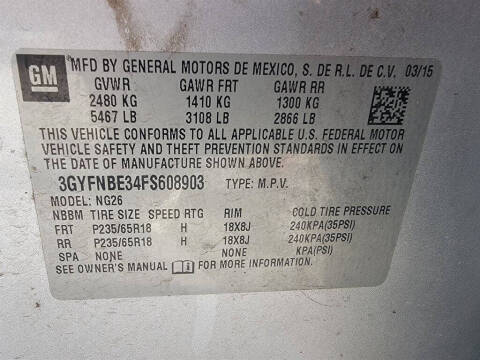 GM
MFD BY GENERAL MOTORS DE MEXICO, S. DE R.L. DE C.V. 03/15
GVWR GAWR FRT GAWR RR
2480 KG 1410 KG 1300 KG
5467 LB 3108 LB 2866 LB
THIS VEHICLE CONFORMS TO ALL APPLICABLE U.S. FEDERAL MOTOR
VEHICLE SAFETY AND THEFT PREVENTION STANDARDS IN EFFECT ON
THE DATE OF MANUFACTURE SHOWN ABOVE.
3GYFNBE34FS608903 TYPE: M.P.V.
MODEL: NG26
NBBM TIRE SIZE SPEED RTG RIM COLD TIRE PRESSURE
FRT P235/65R18 H 18X8J 240KPA(35PSI)
RR P235/65R18 H 18X8J 240KPA(35PSI)
SPA NONE NONE KPA(PSI)
SEE OWNER'S MANUAL FOR MORE INFORMATION.